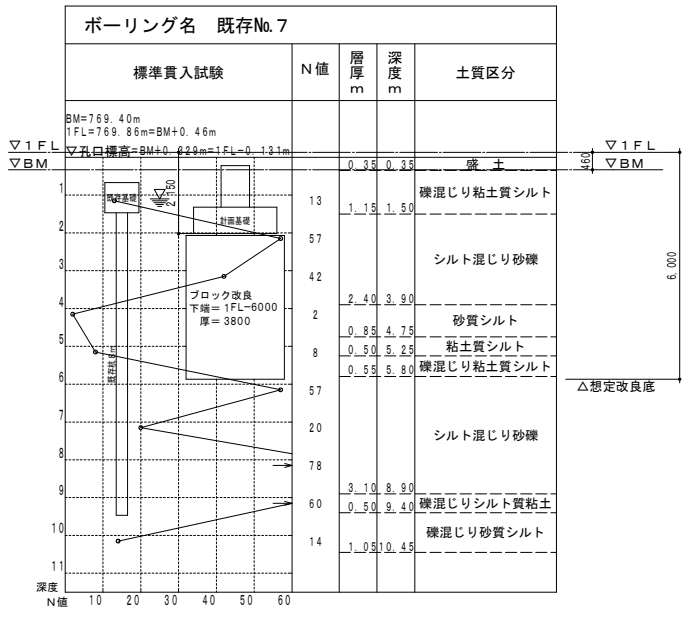 ボーリング名　既存No.7
標準貫入試験　N値　層厚m　深度m　土質区分
BM=769.40m
1FL=769.86m=BM+0.46m
▽孔口標高=BM+0.329m=1FL-0.131m
▽1FL
▽BM
▽1FL
▽BM
460
6,000
△想定改良底
0.35 0.35 盛 土
1.15 1.50 礫混じり粘土質シルト
2.40 3.90 シルト混じり砂礫
0.85 4.75 砂質シルト
0.50 5.25 粘土質シルト
0.55 5.80 礫混じり粘土質シルト
3.10 8.90 シルト混じり砂礫
0.50 9.40 礫混じりシルト質粘土
1.05 10.45 礫混じり砂質シルト
13
57
42
2
8
57
20
78
60
14
既存基礎
2,150
計画基礎
ブロック改良
下端=1FL-6000
厚=3800
既存杭8m
1
2
3
4
5
6
7
8
9
10
11
深度
N値 10 20 30 40 50 60